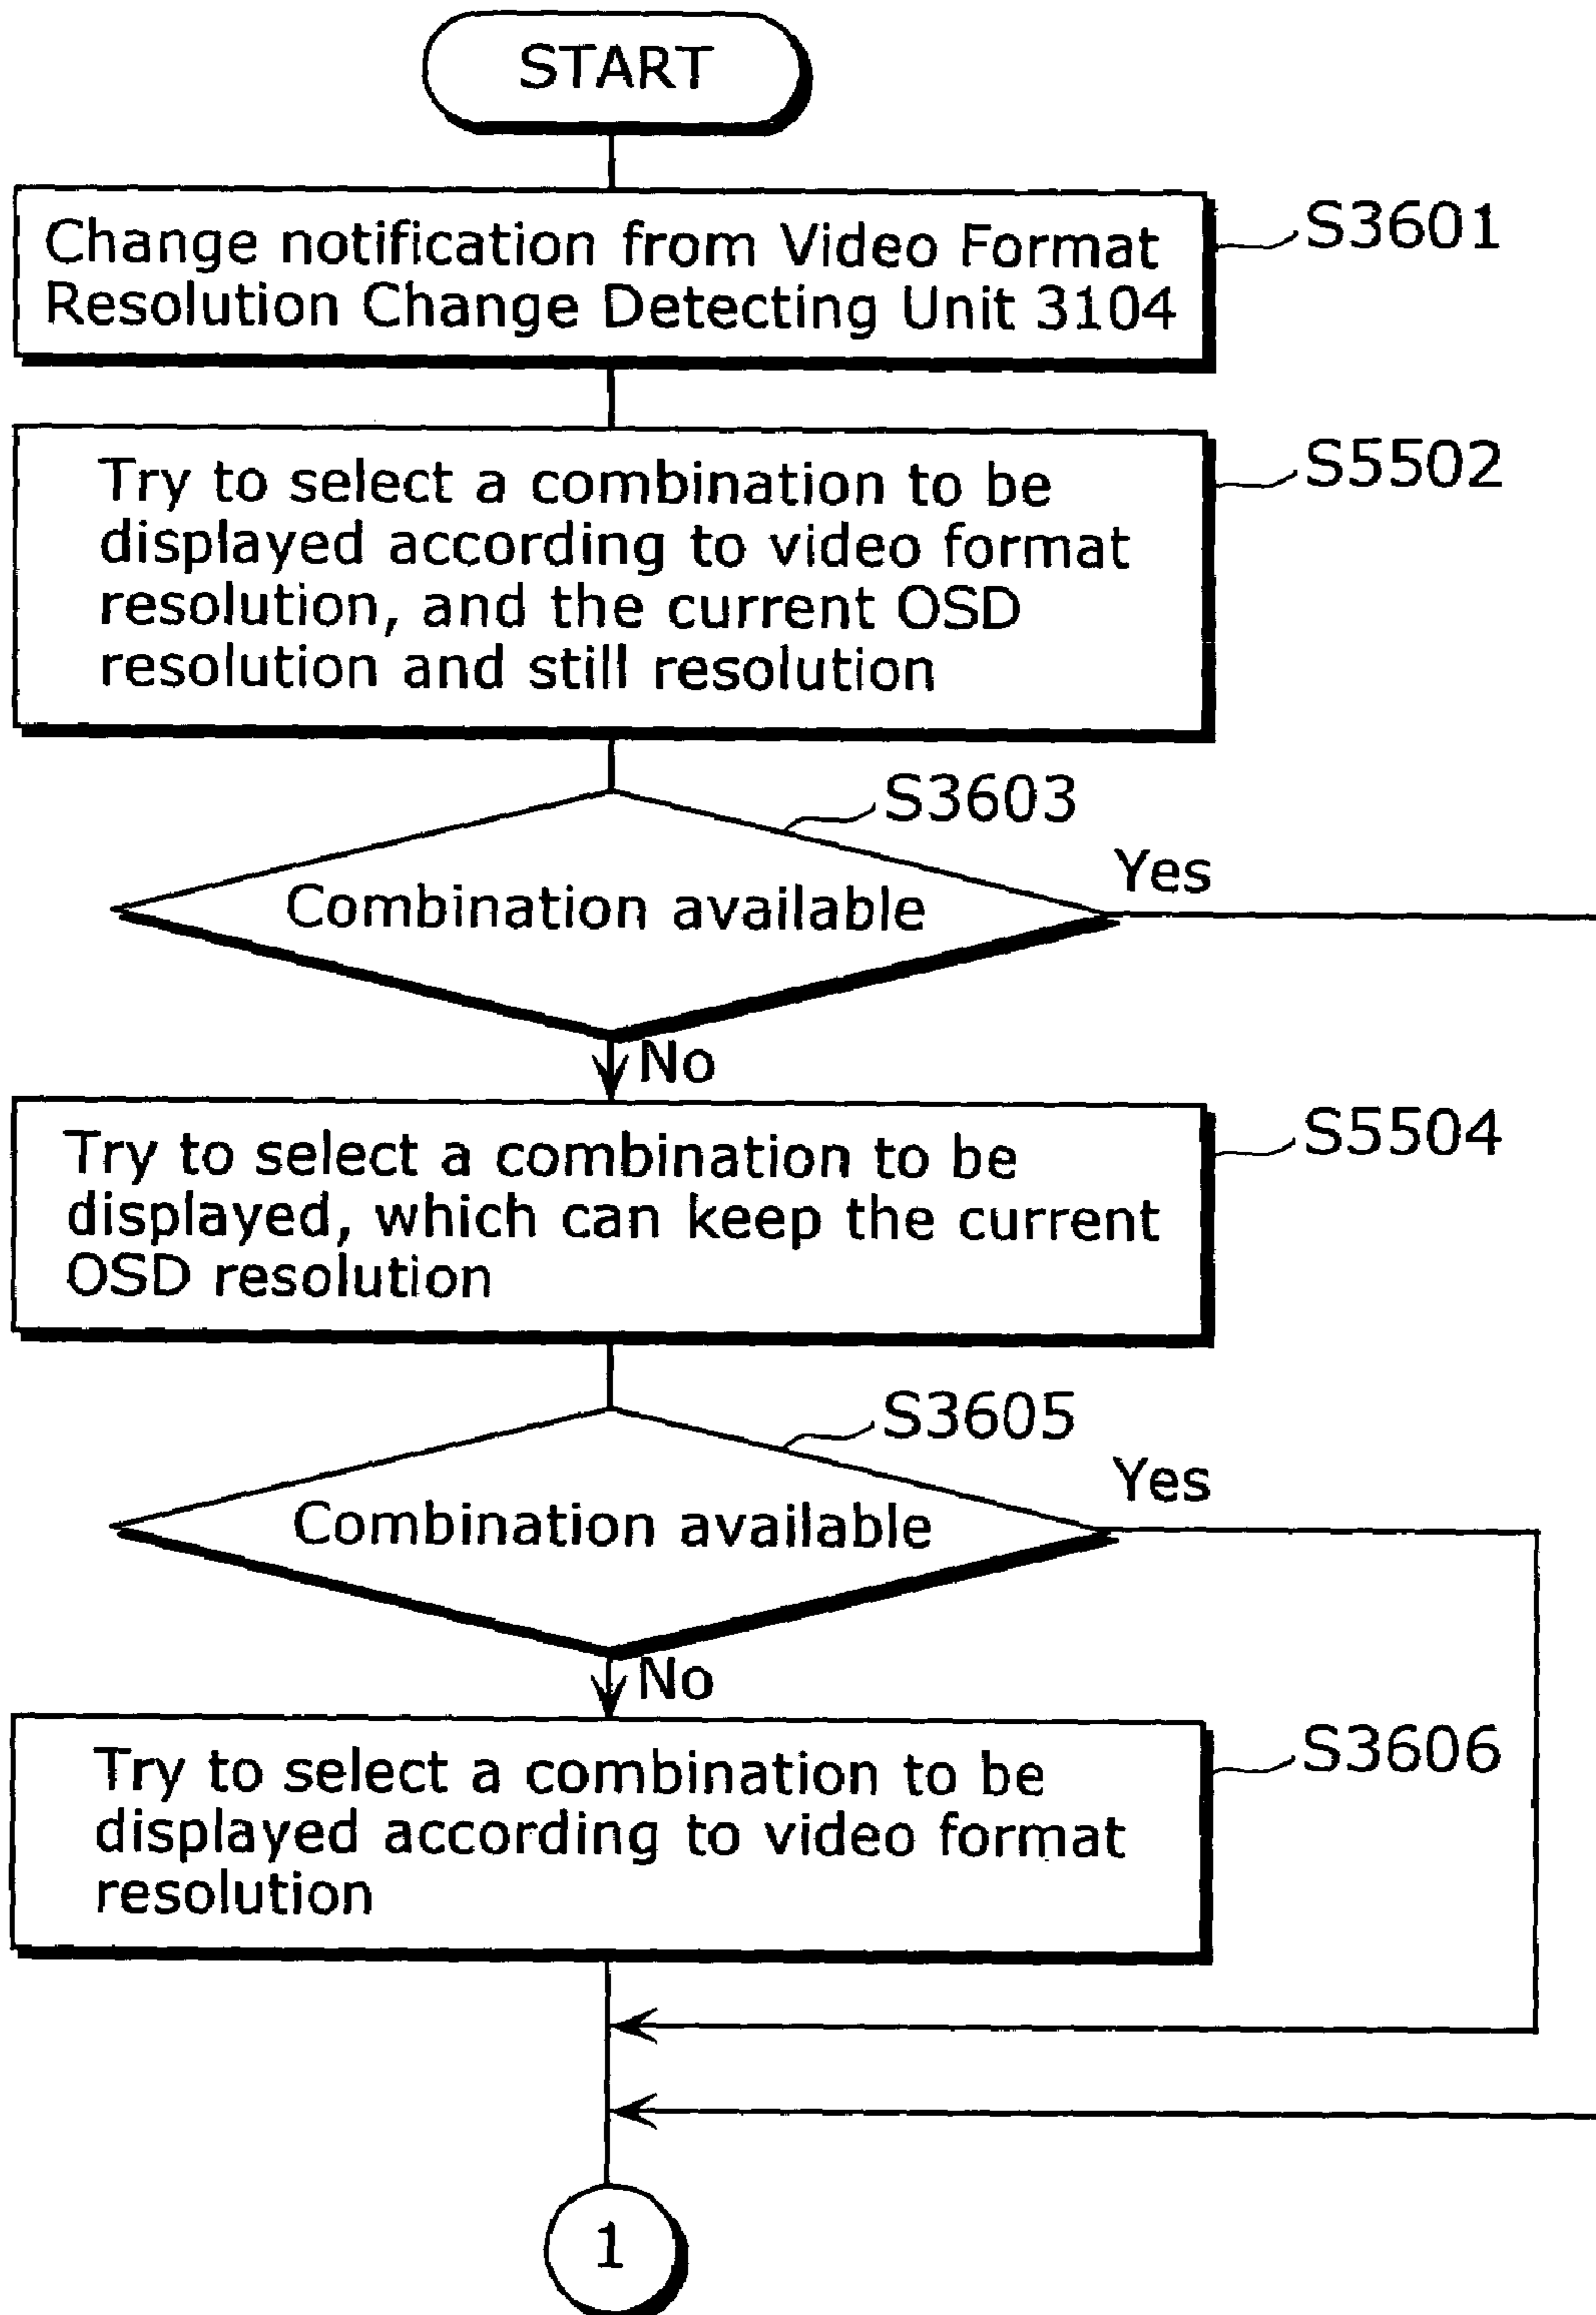 START
Change notification from Video Format
Resolution Change Detecting Unit 3104
S3601
Try to select a combination to be
displayed according to video format
resolution, and the current OSD
resolution and still resolution
S5502
S3603
Combination available
Yes
No
Try to select a combination to be
displayed, which can keep the current
OSD resolution
S5504
S3605
Combination available
Yes
No
Try to select a combination to be
displayed according to video format
resolution
S3606
1